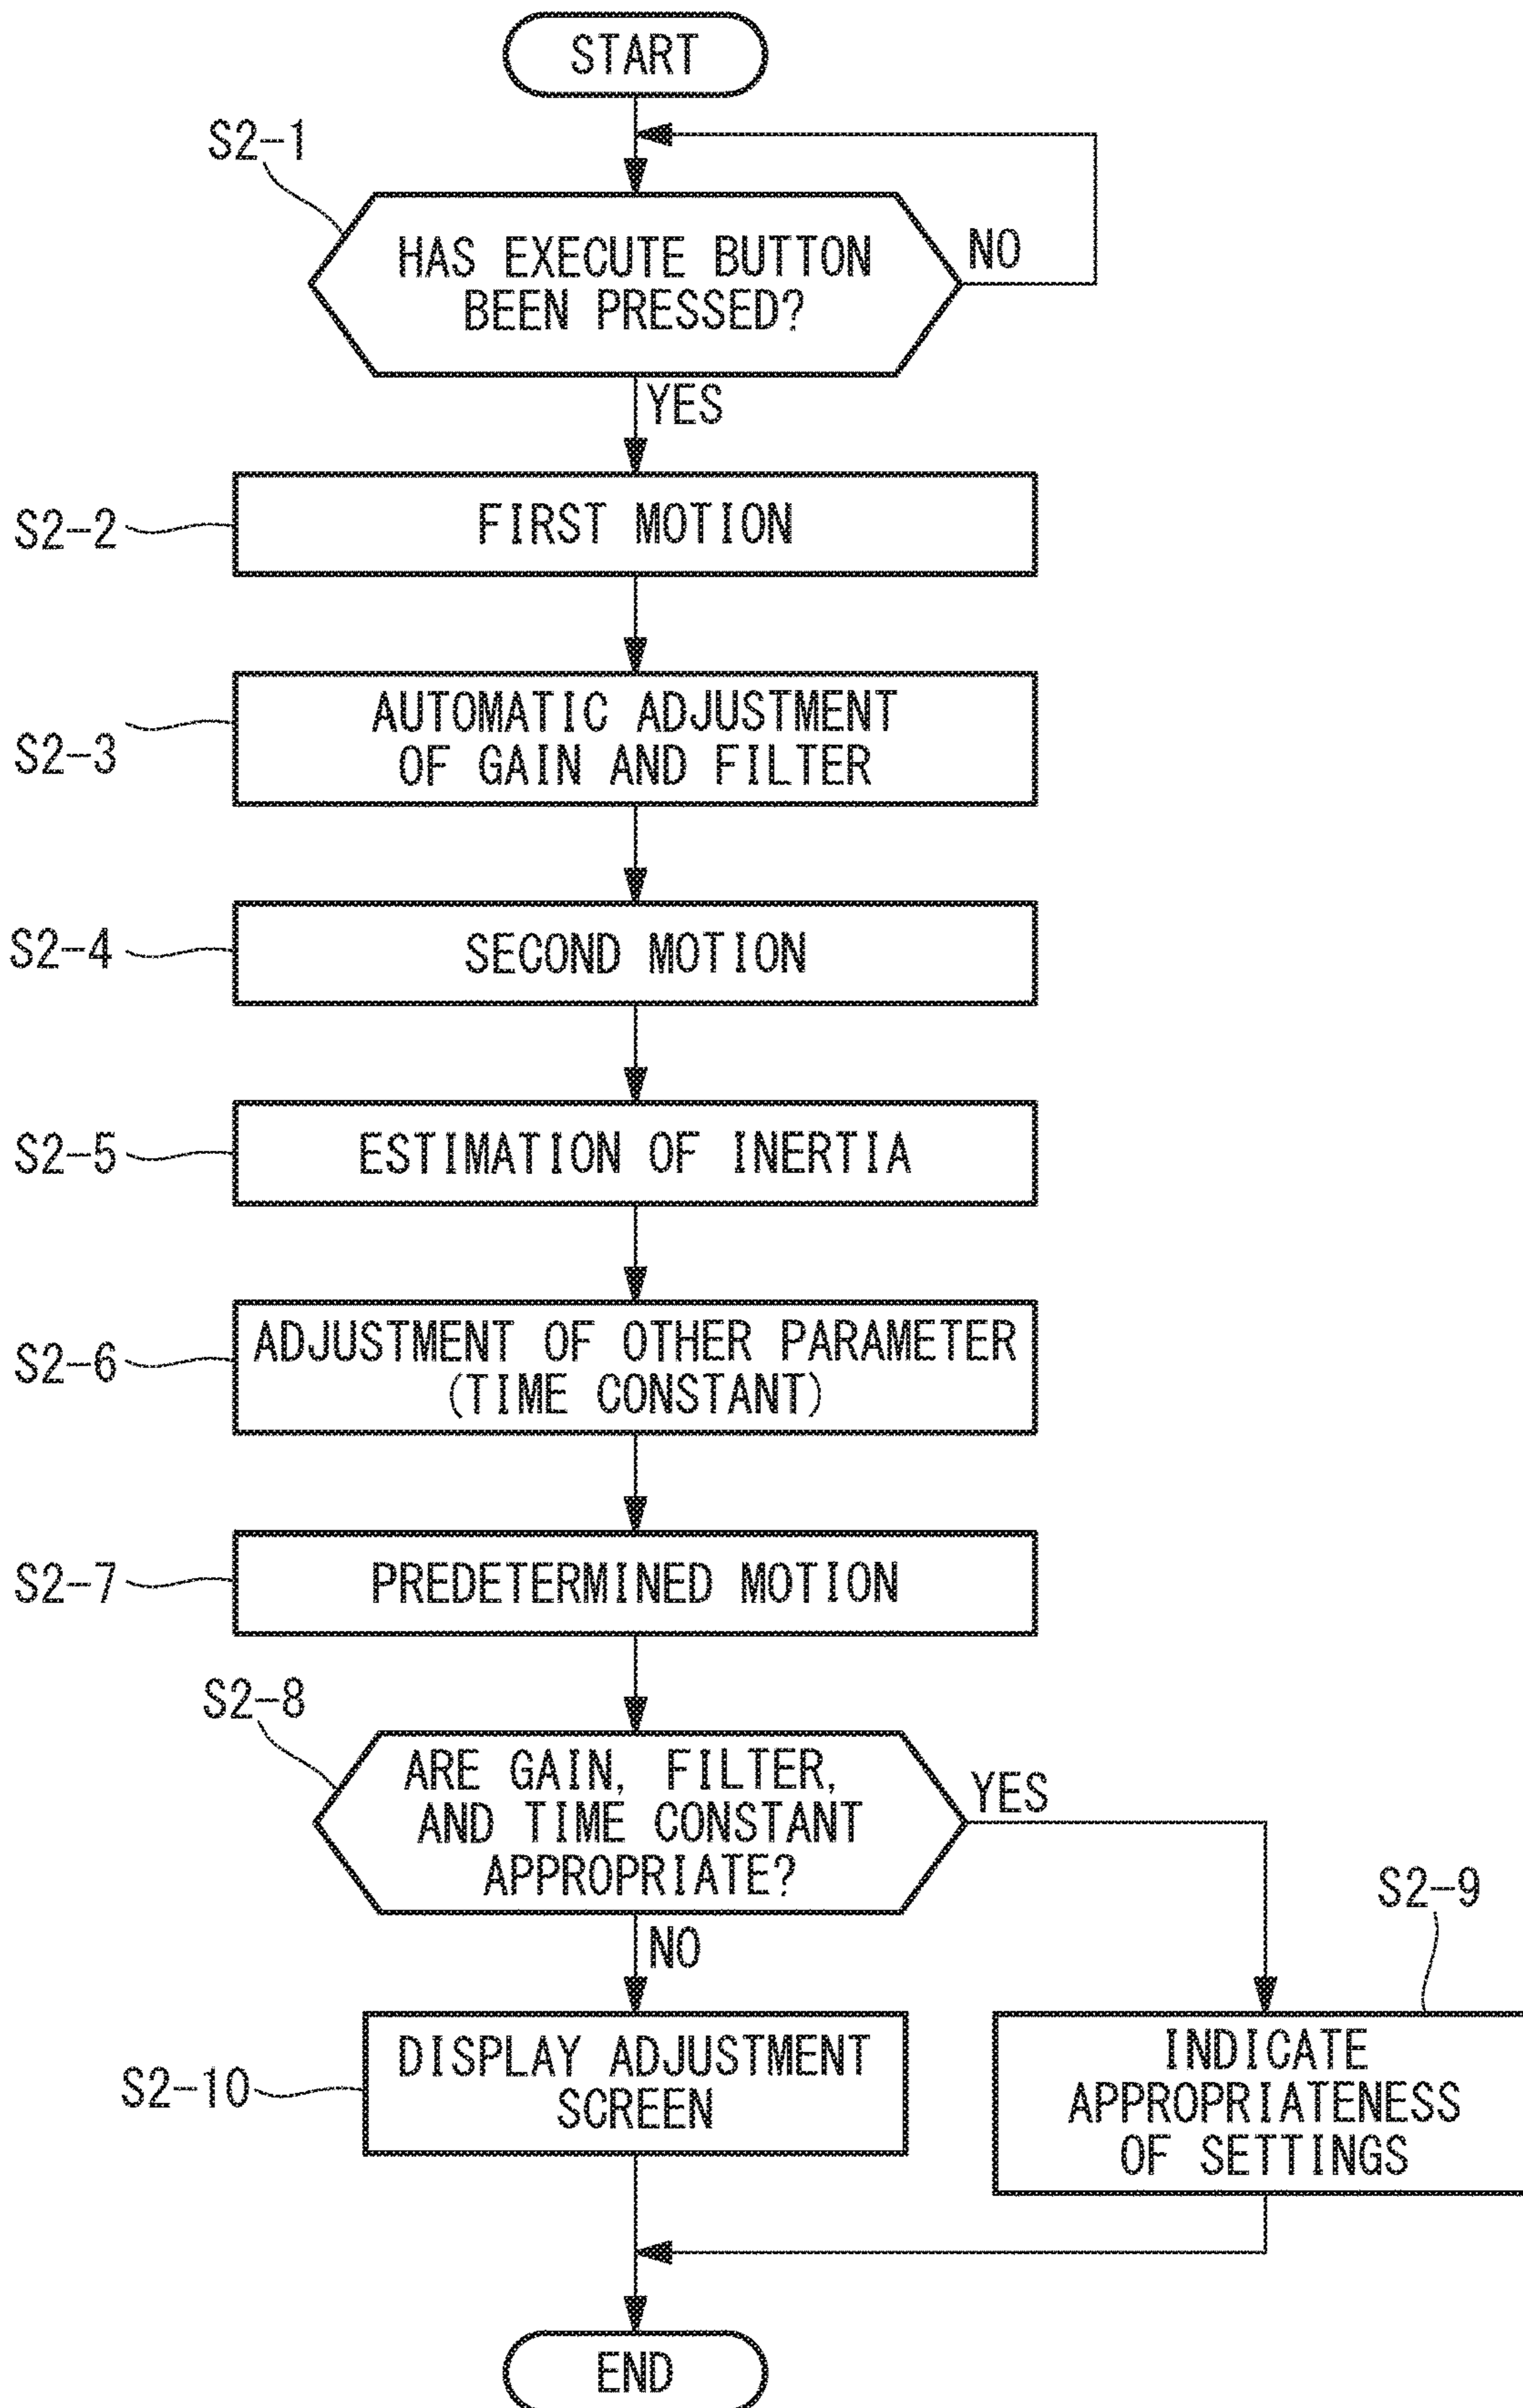 START
S2-1
HAS EXECUTE BUTTON
BEEN PRESSED?
NO
YES
S2-2
FIRST MOTION
S2-3
AUTOMATIC ADJUSTMENT
OF GAIN AND FILTER
S2-4
SECOND MOTION
S2-5
ESTIMATION OF INERTIA
S2-6
ADJUSTMENT OF OTHER PARAMETER
(TIME CONSTANT)
S2-7
PREDETERMINED MOTION
S2-8
ARE GAIN, FILTER,
AND TIME CONSTANT
APPROPRIATE?
YES
NO
S2-9
INDICATE
APPROPRIATENESS
OF SETTINGS
S2-10
DISPLAY ADJUSTMENT
SCREEN
END